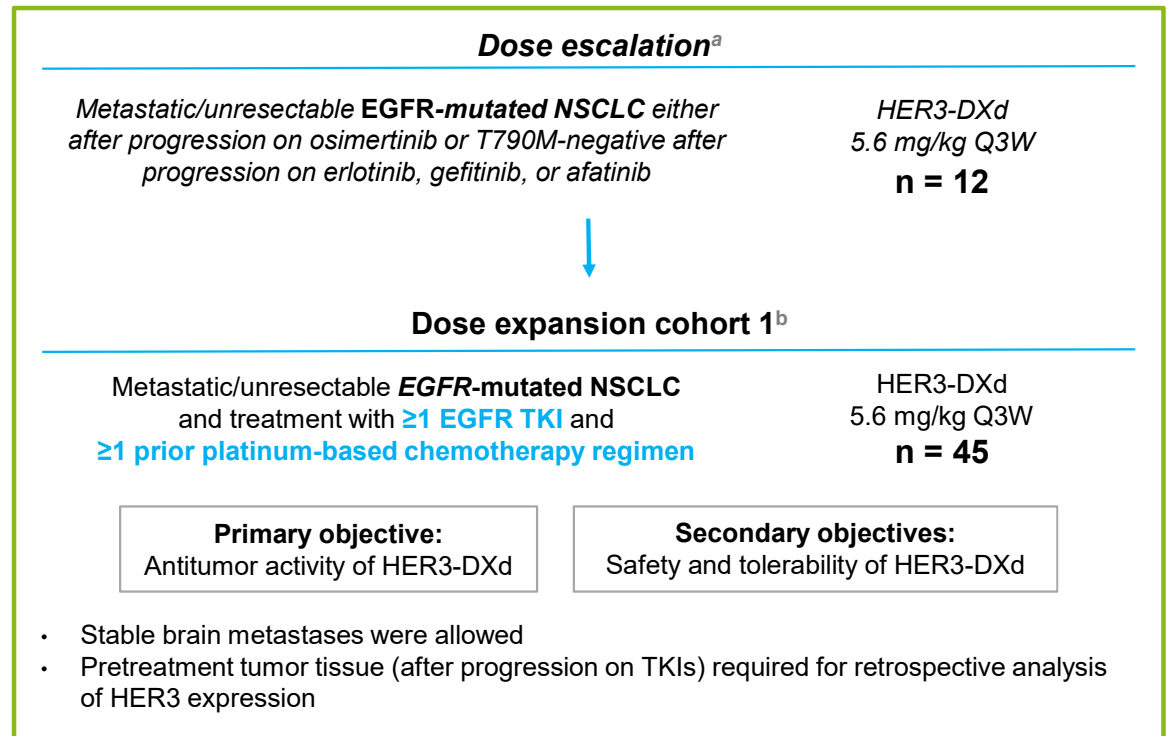 Dose escalationᵃ
Metastatic/unresectable EGFR-mutated NSCLC either
after progression on osimertinib or T790M-negative after
progression on erlotinib, gefitinib, or afatinib
HER3-DXd
5.6 mg/kg Q3W
n = 12
Dose expansion cohort 1ᵇ
Metastatic/unresectable EGFR-mutated NSCLC
and treatment with ≥1 EGFR TKI and
≥1 prior platinum-based chemotherapy regimen
HER3-DXd
5.6 mg/kg Q3W
n = 45
Primary objective:
Antitumor activity of HER3-DXd
Secondary objectives:
Safety and tolerability of HER3-DXd
• Stable brain metastases were allowed
• Pretreatment tumor tissue (after progression on TKIs) required for retrospective analysis
of HER3 expression